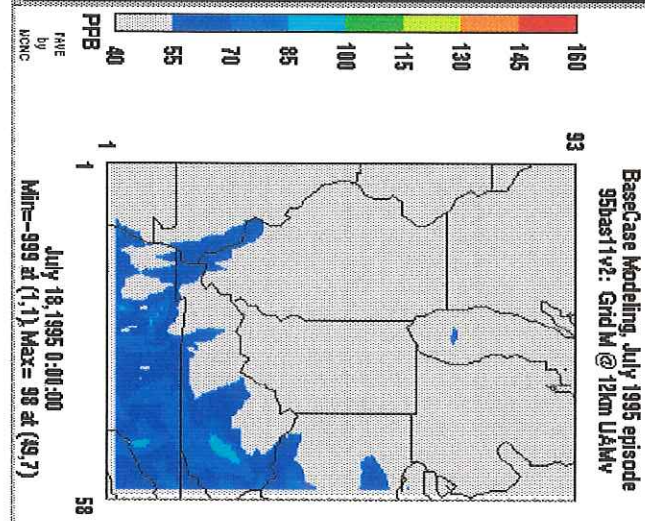 BaseCase Modeling, July 1995 episode
95bas11v2: Grid M @ 12km UAMv
160
145
130
115
100
85
70
55
40
PPB
93
1
1
58
FAVE
by
MCNC
July 18,1995 0:00:00
Min=-999 at (1,1), Max= 98 at (49,7)